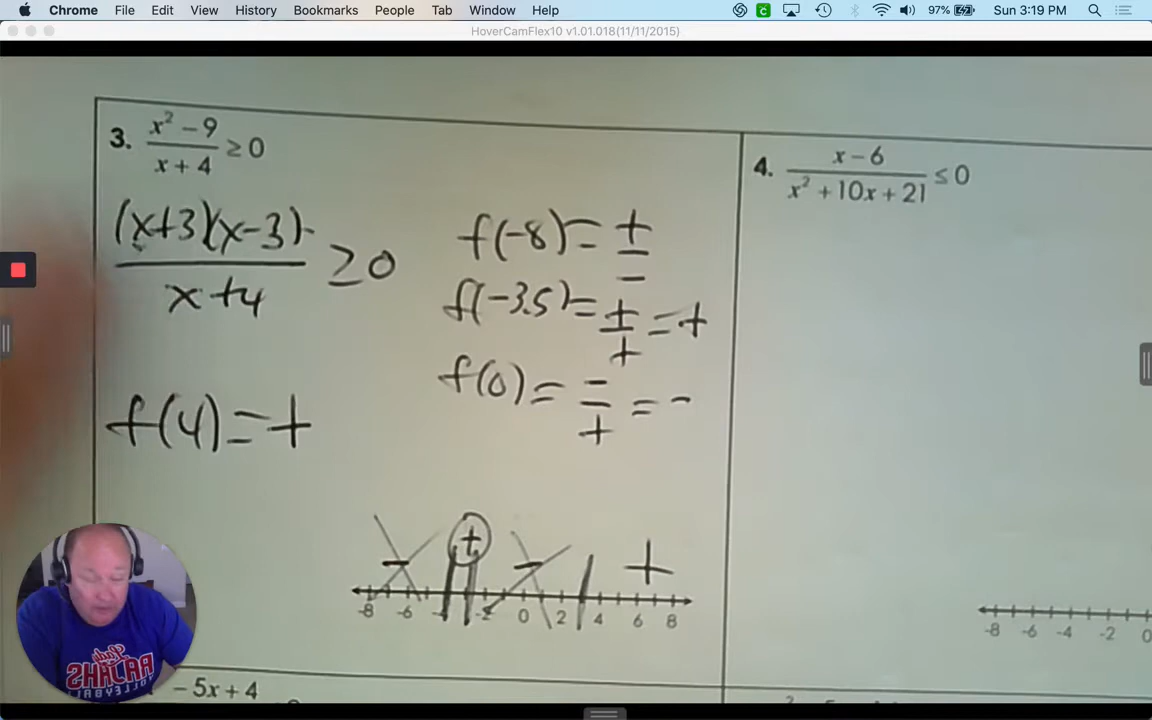 Chrome File Edit View History Bookmarks People Tab Window Help 97% Sun 3:19 PM
HoverCamFlex10 v1.01.018(11/11/2015)
3. x² − 9 / x + 4 ≥ 0
(x+3)(x-3) / x+4 ≥ 0
f(-8) = + / -
f(-3.5) = + / + = +
f(0) = - / + = -
f(4) = +
- + - +
-8 -6 -4 -2 0 2 4 6 8
4. x − 6 / x² + 10x + 21 ≤ 0
-8 -6 -4 -2 0
Lady
VOLLEYBALL
− 5x + 4